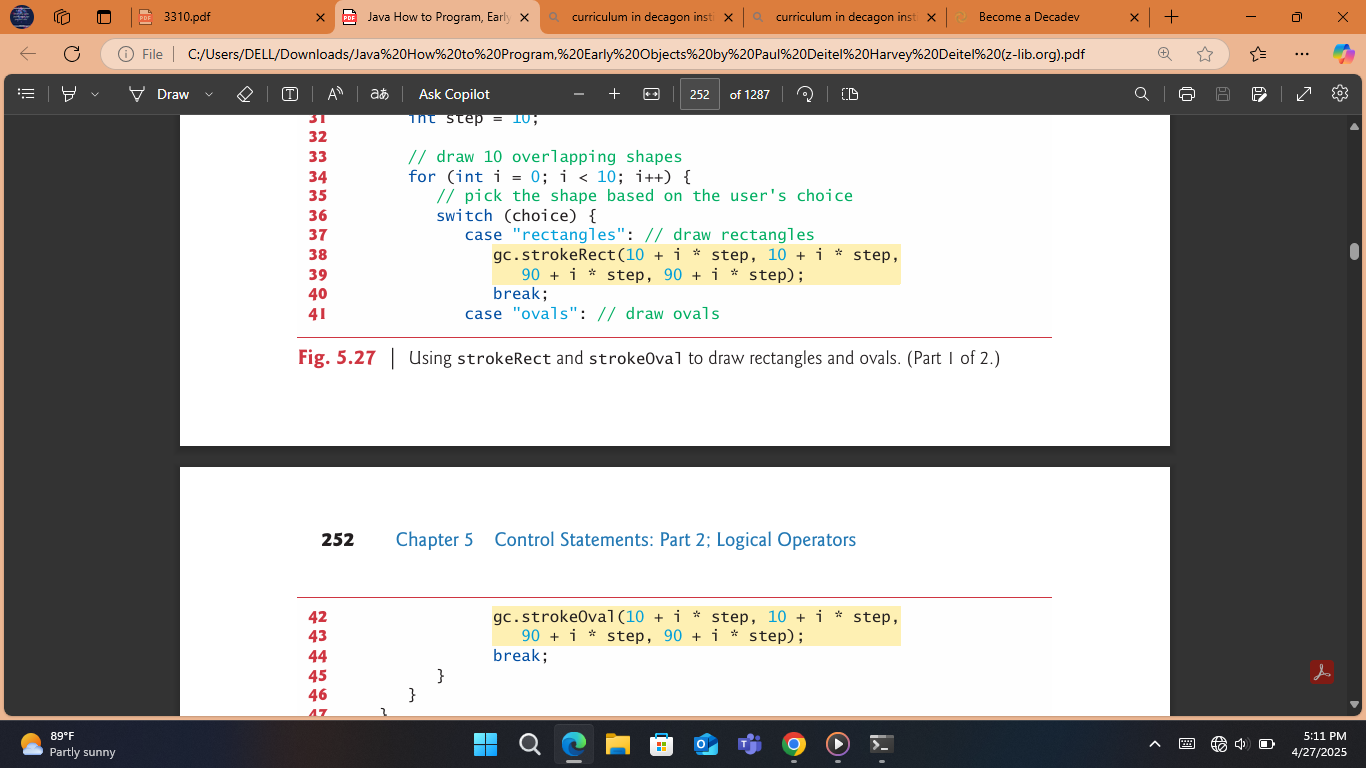 3310.pdf
Java How to Program, Early
curriculum in decagon inst
curriculum in decagon inst
Become a Decadev
File
C:/Users/DELL/Downloads/Java%20How%20to%20Program,%20Early%20Objects%20by%20Paul%20Deitel%20Harvey%20Deitel%20(z-lib.org).pdf
Draw
Ask Copilot
252 of 1287
31 int step = 10;
32
33 // draw 10 overlapping shapes
34 for (int i = 0; i < 10; i++) {
35 // pick the shape based on the user's choice
36 switch (choice) {
37 case "rectangles": // draw rectangles
38 gc.strokeRect(10 + i * step, 10 + i * step,
39 90 + i * step, 90 + i * step);
40 break;
41 case "ovals": // draw ovals
Fig. 5.27 | Using strokeRect and strokeOval to draw rectangles and ovals. (Part 1 of 2.)
252 Chapter 5 Control Statements: Part 2; Logical Operators
42 gc.strokeOval(10 + i * step, 10 + i * step,
43 90 + i * step, 90 + i * step);
44 break;
45 }
46 }
47 }
89°F
Partly sunny
5:11 PM
4/27/2025